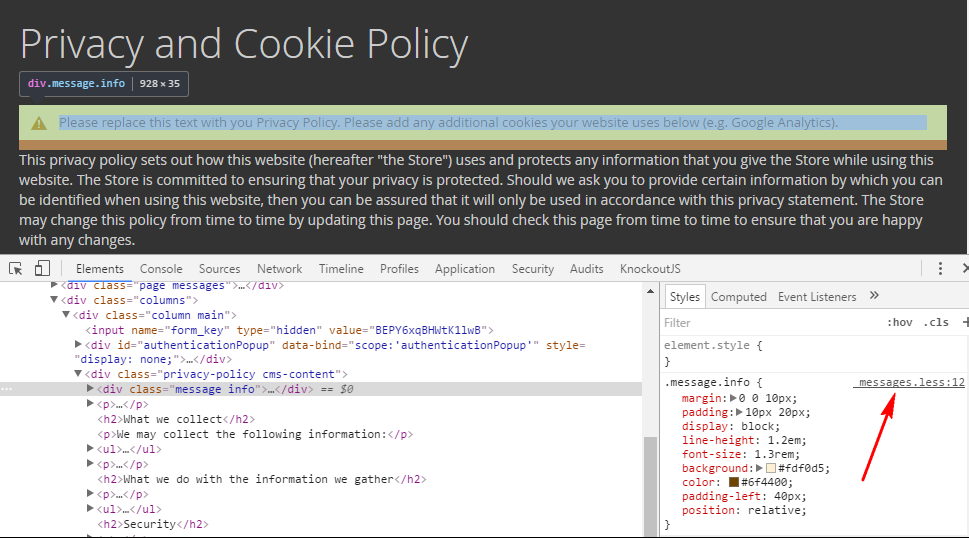 Privacy and Cookie Policy
div.message.info 928 × 35
Please replace this text with you Privacy Policy. Please add any additional cookies your website uses below (e.g. Google Analytics).
This privacy policy sets out how this website (hereafter "the Store") uses and protects any information that you give the Store while using this
website. The Store is committed to ensuring that your privacy is protected. Should we ask you to provide certain information by which you can
be identified when using this website, then you can be assured that it will only be used in accordance with this privacy statement. The Store
may change this policy from time to time by updating this page. You should check this page from time to time to ensure that you are happy
with any changes.
Elements Console Sources Network Timeline Profiles Application Security Audits KnockoutJS
<div class="page messages">…</div>
<div class="columns">
<div class="column main">
<input name="form_key" type="hidden" value="BEPY6xqBHWtK1lwB">
<div id="authenticationPopup" data-bind="scope:'authenticationPopup'" style=
"display: none;">…</div>
<div class="privacy-policy cms-content">
<div class="message info">…</div> == $0
<p>…</p>
<h2>What we collect</h2>
<p>We may collect the following information:</p>
<ul>…</ul>
<p>…</p>
<h2>What we do with the information we gather</h2>
<p>…</p>
<ul>…</ul>
<h2>Security</h2>
Styles Computed Event Listeners »
Filter :hov .cls +
element.style {
}
.message.info { _messages.less:12
margin: 0 0 10px;
padding: 10px 20px;
display: block;
line-height: 1.2em;
font-size: 1.3rem;
background: #fdf0d5;
color: #6f4400;
padding-left: 40px;
position: relative;
}